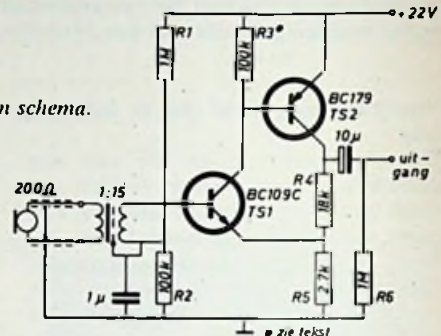 +22V
R1
1M
R3*
100k
BC179
TS2
n schema.
10µ
uit-
gang
200Ω
1:15
R4
18k
BC109C
TS1
1µ
100k
R2
2.7k
R5
1M
R6
* zie tekst